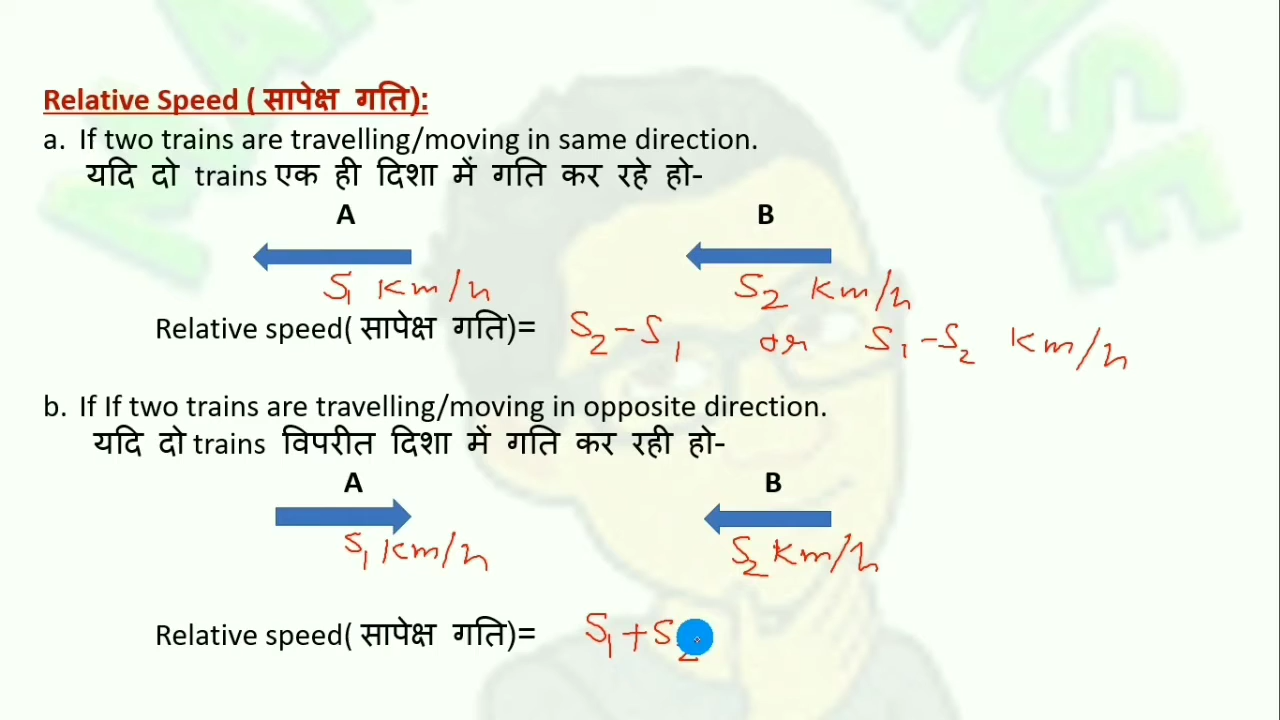 Relative Speed ( सापेक्ष गति):
a. If two trains are travelling/moving in same direction.
यदि दो trains एक ही दिशा में गति कर रहे हो-
A B
S1 km/h S2 km/h
Relative speed( सापेक्ष गति)= S2 - S1 or S1 - S2 km/h
b. If If two trains are travelling/moving in opposite direction.
यदि दो trains विपरीत दिशा में गति कर रही हो-
A B
S1 km/h S2 km/h
Relative speed( सापेक्ष गति)= S1 + S2